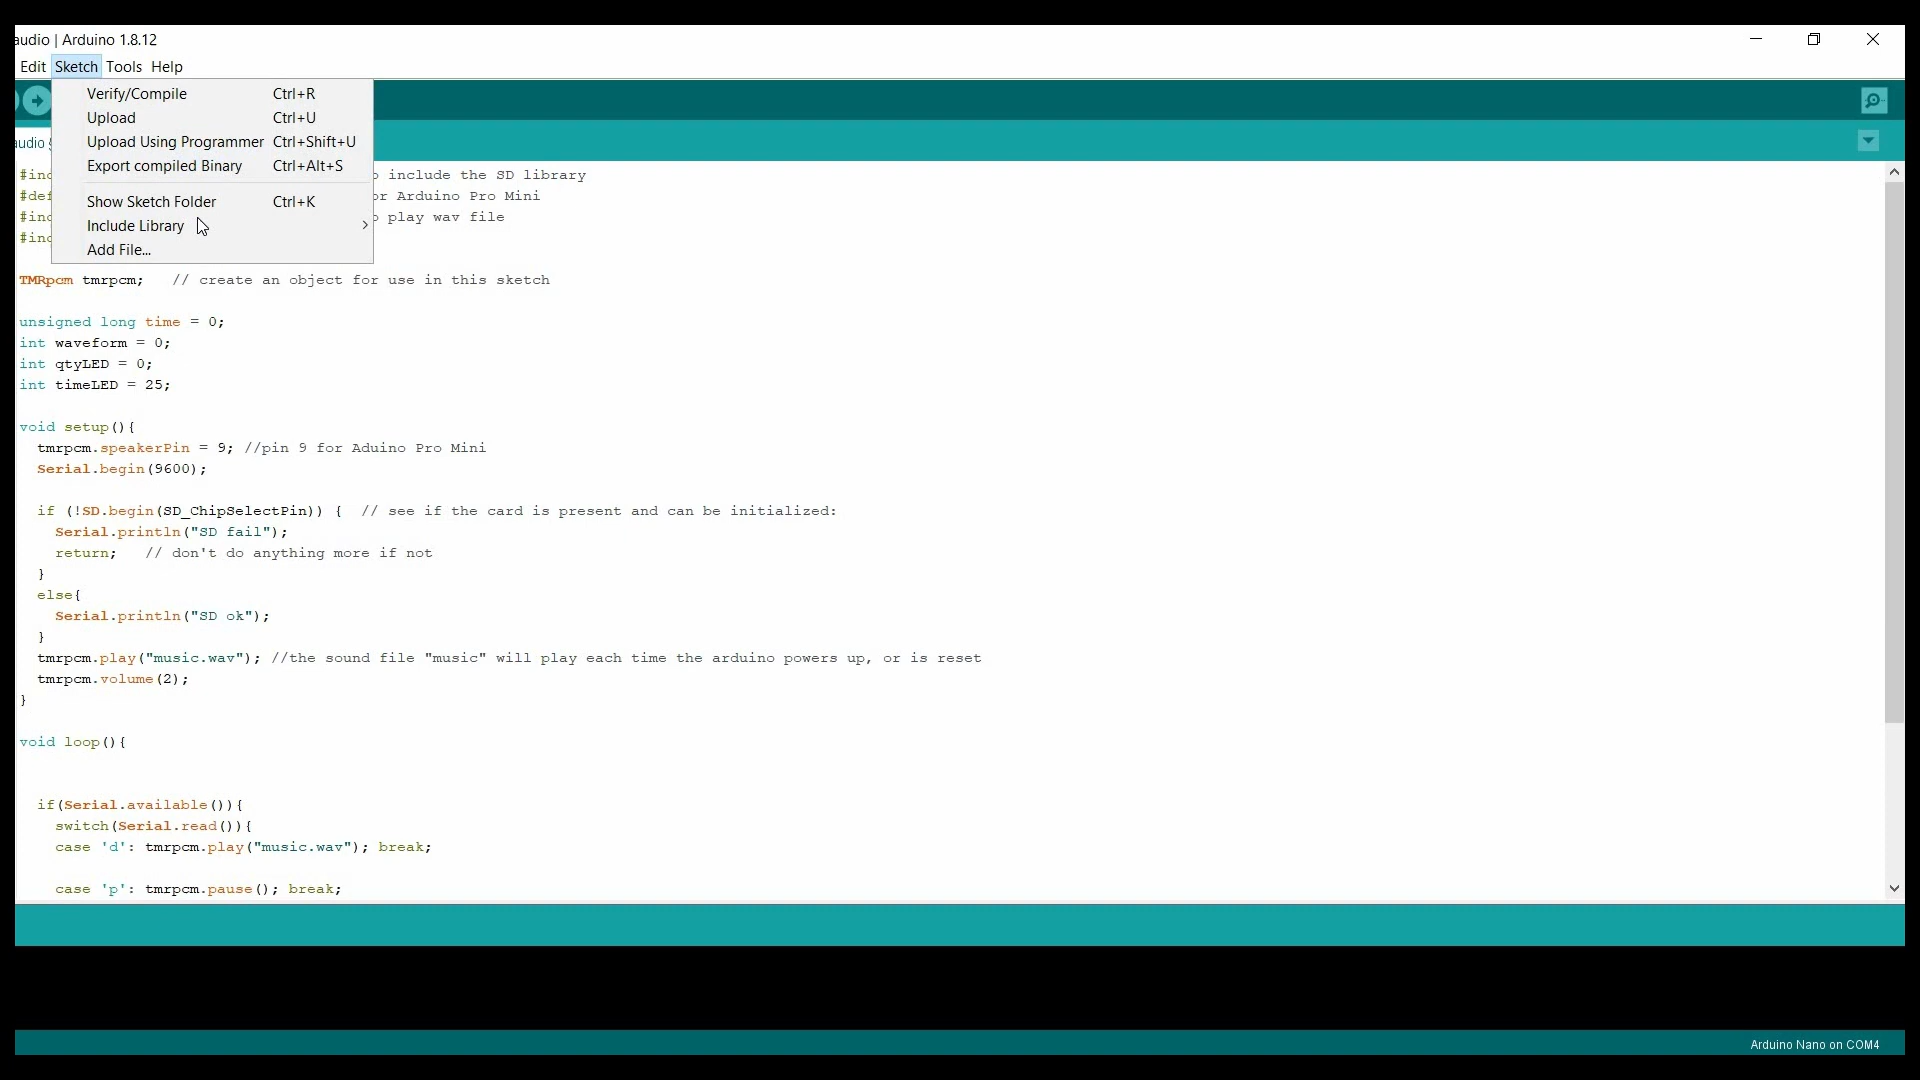 audio | Arduino 1.8.12
Edit Sketch Tools Help
Verify/Compile Ctrl+R
Upload Ctrl+U
Upload Using Programmer Ctrl+Shift+U
Export compiled Binary Ctrl+Alt+S
Show Sketch Folder Ctrl+K
Include Library
Add File...
audio
#inc o include the SD library
#def or Arduino Pro Mini
#inc o play wav file
#inc
TMRpcm tmrpcm;   // create an object for use in this sketch
unsigned long time = 0;
int waveform = 0;
int qtyLED = 0;
int timeLED = 25;
void setup(){
  tmrpcm.speakerPin = 9; //pin 9 for Aduino Pro Mini
  Serial.begin(9600);
  if (!SD.begin(SD_ChipSelectPin)) {  // see if the card is present and can be initialized:
    Serial.println("SD fail");
    return;   // don't do anything more if not
  }
  else{
    Serial.println("SD ok");
  }
  tmrpcm.play("music.wav"); //the sound file "music" will play each time the arduino powers up, or is reset
  tmrpcm.volume(2);
}
void loop(){
  if(Serial.available()){
    switch(Serial.read()){
    case 'd': tmrpcm.play("music.wav"); break;
    case 'p': tmrpcm.pause(); break;
Arduino Nano on COM4